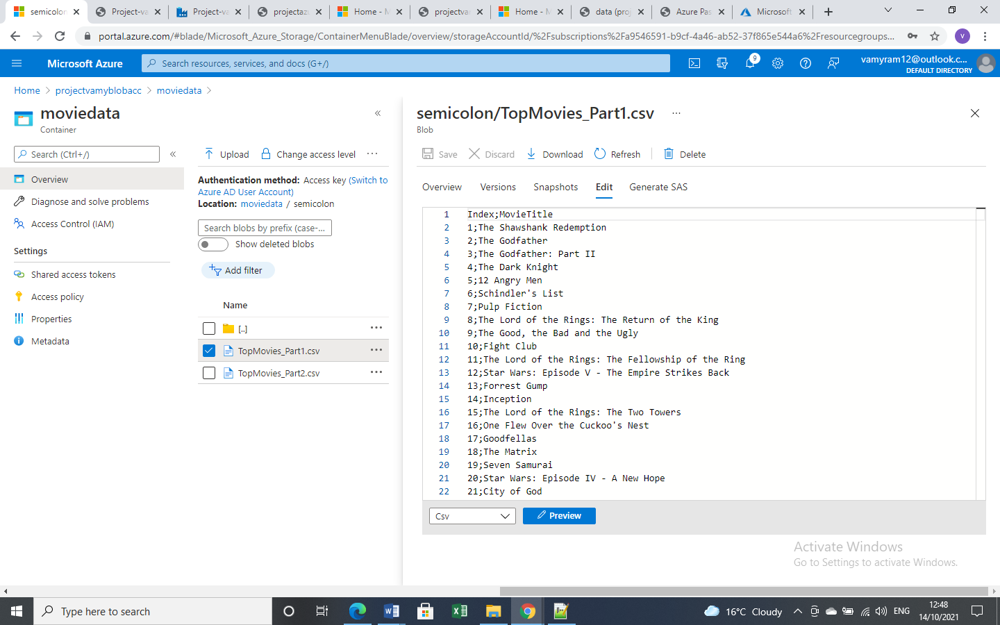 semicolon
Project-va
Project-va
projectaz
Home - M
projectvar
Home - M
data (proj
Azure Pas
Microsoft
portal.azure.com/#blade/Microsoft_Azure_Storage/ContainerMenuBlade/overview/storageAccountId/%2Fsubscriptions%2Fa9546591-b9cf-4a46-ab52-37f865e544a6%2Fresourcegroups...
V
Microsoft Azure
Search resources, services, and docs (G+/)
9
vamyram12@outlook.c...
DEFAULT DIRECTORY
Home > projectvamyblobacc > moviedata >
moviedata
Container
Search (Ctrl+/)
Overview
Diagnose and solve problems
Access Control (IAM)
Settings
Shared access tokens
Access policy
Properties
Metadata
Upload
Change access level
Authentication method: Access key (Switch to
Azure AD User Account)
Location: moviedata / semicolon
Search blobs by prefix (case-...
Show deleted blobs
Add filter
Name
[..]
TopMovies_Part1.csv
TopMovies_Part2.csv
semicolon/TopMovies_Part1.csv ...
Blob
Save
Discard
Download
Refresh
Delete
Overview
Versions
Snapshots
Edit
Generate SAS
1 Index;MovieTitle
2 1;The Shawshank Redemption
3 2;The Godfather
4 3;The Godfather: Part II
5 4;The Dark Knight
6 5;12 Angry Men
7 6;Schindler's List
8 7;Pulp Fiction
9 8;The Lord of the Rings: The Return of the King
10 9;The Good, the Bad and the Ugly
11 10;Fight Club
12 11;The Lord of the Rings: The Fellowship of the Ring
13 12;Star Wars: Episode V - The Empire Strikes Back
14 13;Forrest Gump
15 14;Inception
16 15;The Lord of the Rings: The Two Towers
17 16;One Flew Over the Cuckoo's Nest
18 17;Goodfellas
19 18;The Matrix
20 19;Seven Samurai
21 20;Star Wars: Episode IV - A New Hope
22 21;City of God
Csv
Preview
Activate Windows
Go to Settings to activate Windows.
Type here to search
16°C Cloudy
ENG
12:48
14/10/2021